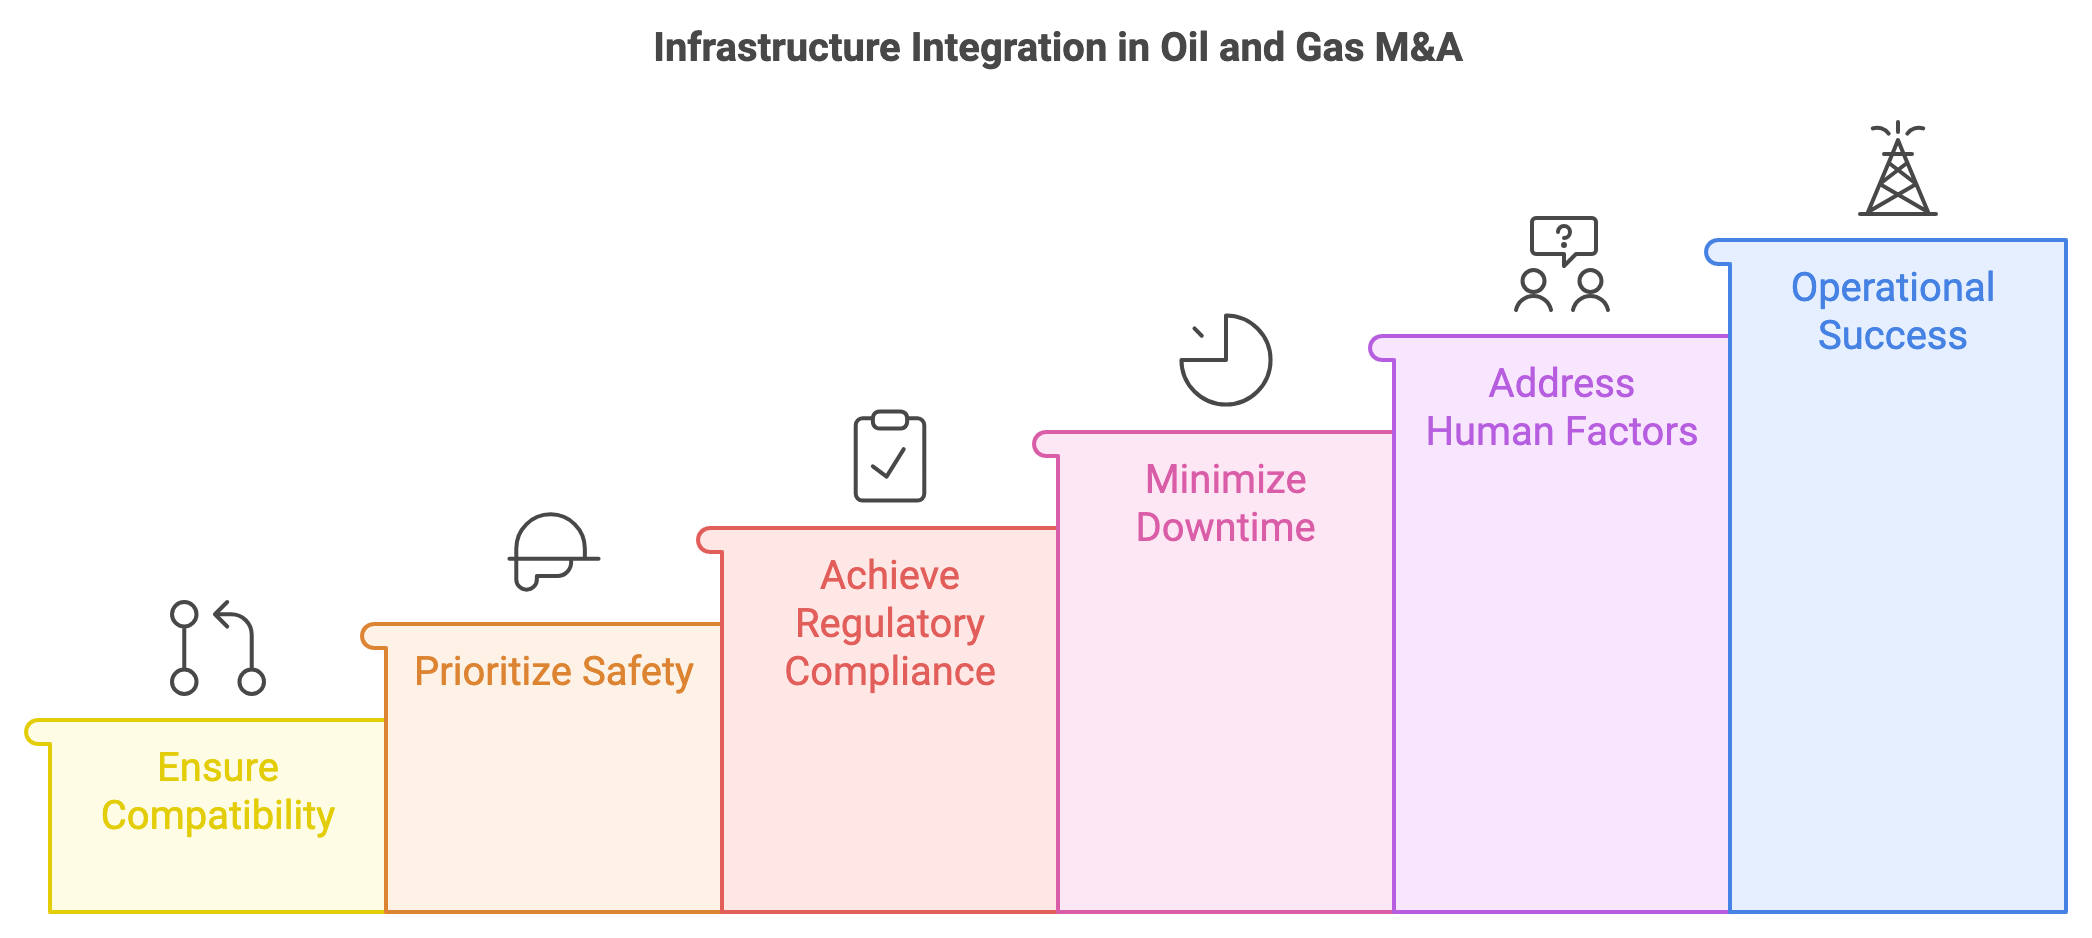 Infrastructure Integration in Oil and Gas M&A
Ensure
Compatibility
Prioritize Safety
Achieve
Regulatory
Compliance
Minimize
Downtime
?
Address
Human Factors
Operational
Success